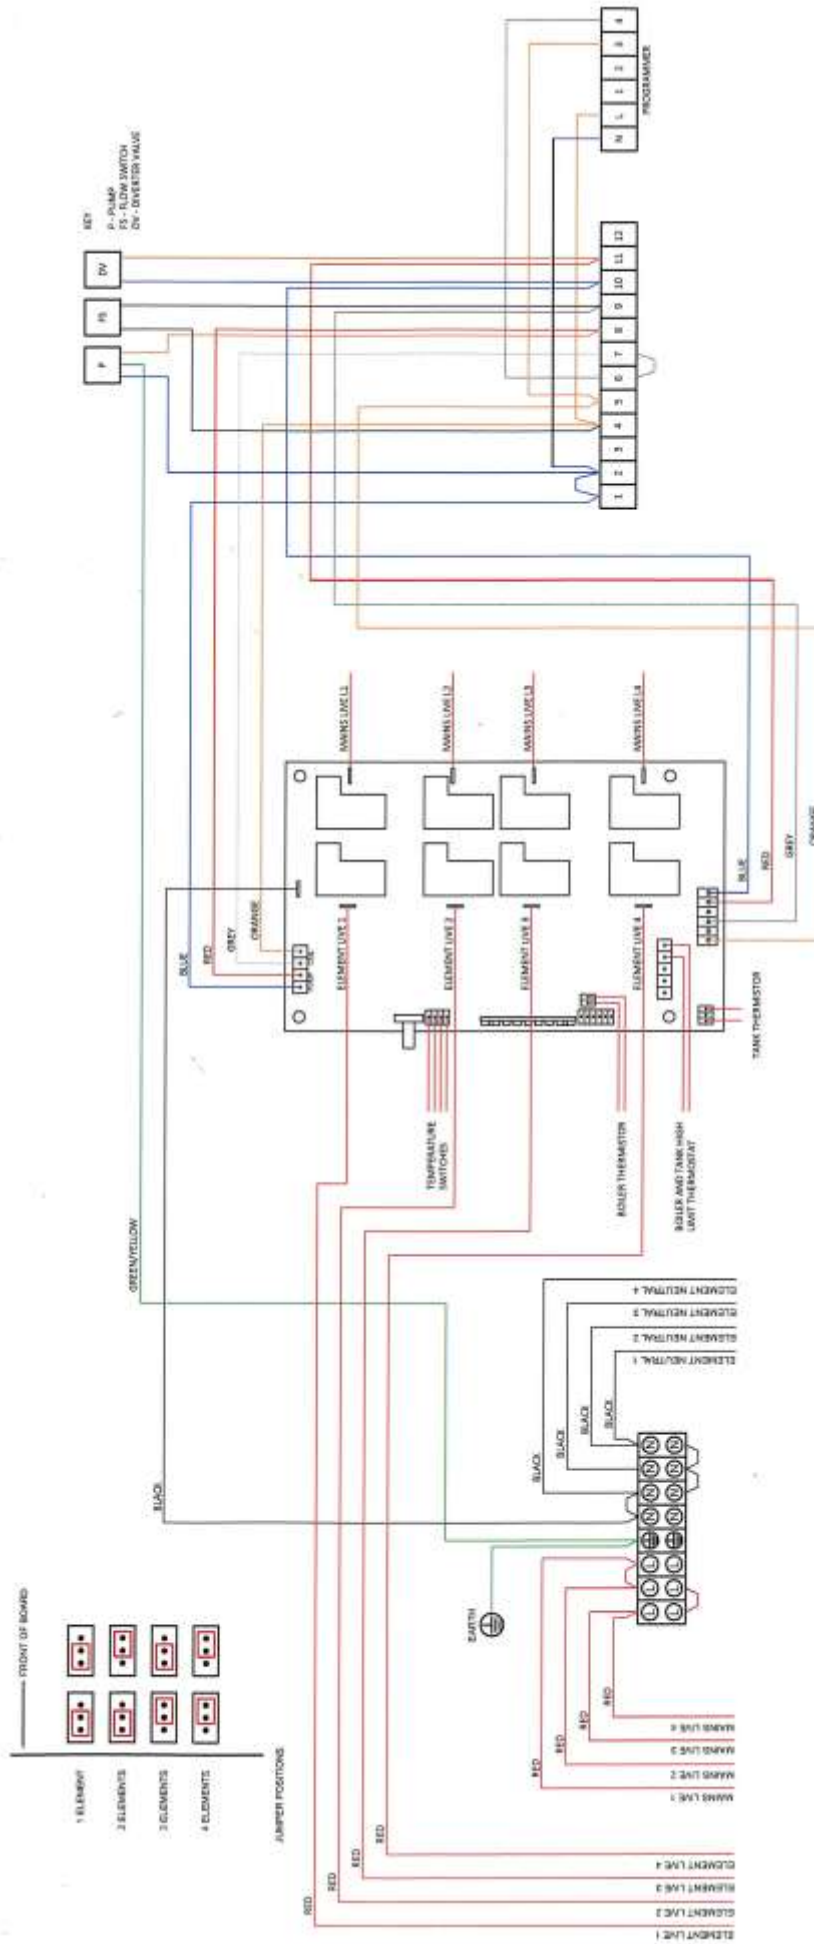 FRONT OF BOARD
1 ELEMENT
2 ELEMENTS
3 ELEMENTS
4 ELEMENTS
JUMPER POSITIONS
KEY
P - PUMP
FS - FLOW SWITCH
DV - DIVERTER VALVE
P
FS
DV
GREEN/YELLOW
BLACK
BLUE
RED
GREY
ORANGE
PUMP
ELEMENT LIVE 1
ELEMENT LIVE 2
ELEMENT LIVE 3
ELEMENT LIVE 4
MAINS LIVE L1
MAINS LIVE L2
MAINS LIVE L3
MAINS LIVE L4
TEMPERATURE
SWITCHES
BOILER THERMISTOR
BOILER AND TANK HIGH
LIMIT THERMOSTAT
TANK THERMISTOR
BLUE
RED
GREY
ORANGE
1 2 3 4 5 6 7 8 9 10 11 12
N L 1 2 3 4
PROGRAMMER
EARTH
L L L N N N N
L L L N N N N
BLACK
BLACK
BLACK
BLACK
ELEMENT NEUTRAL 1
ELEMENT NEUTRAL 2
ELEMENT NEUTRAL 3
ELEMENT NEUTRAL 4
RED
RED
RED
RED
MAINS LIVE 1
MAINS LIVE 2
MAINS LIVE 3
MAINS LIVE 4
RED
RED
RED
RED
ELEMENT LIVE 1
ELEMENT LIVE 2
ELEMENT LIVE 3
ELEMENT LIVE 4